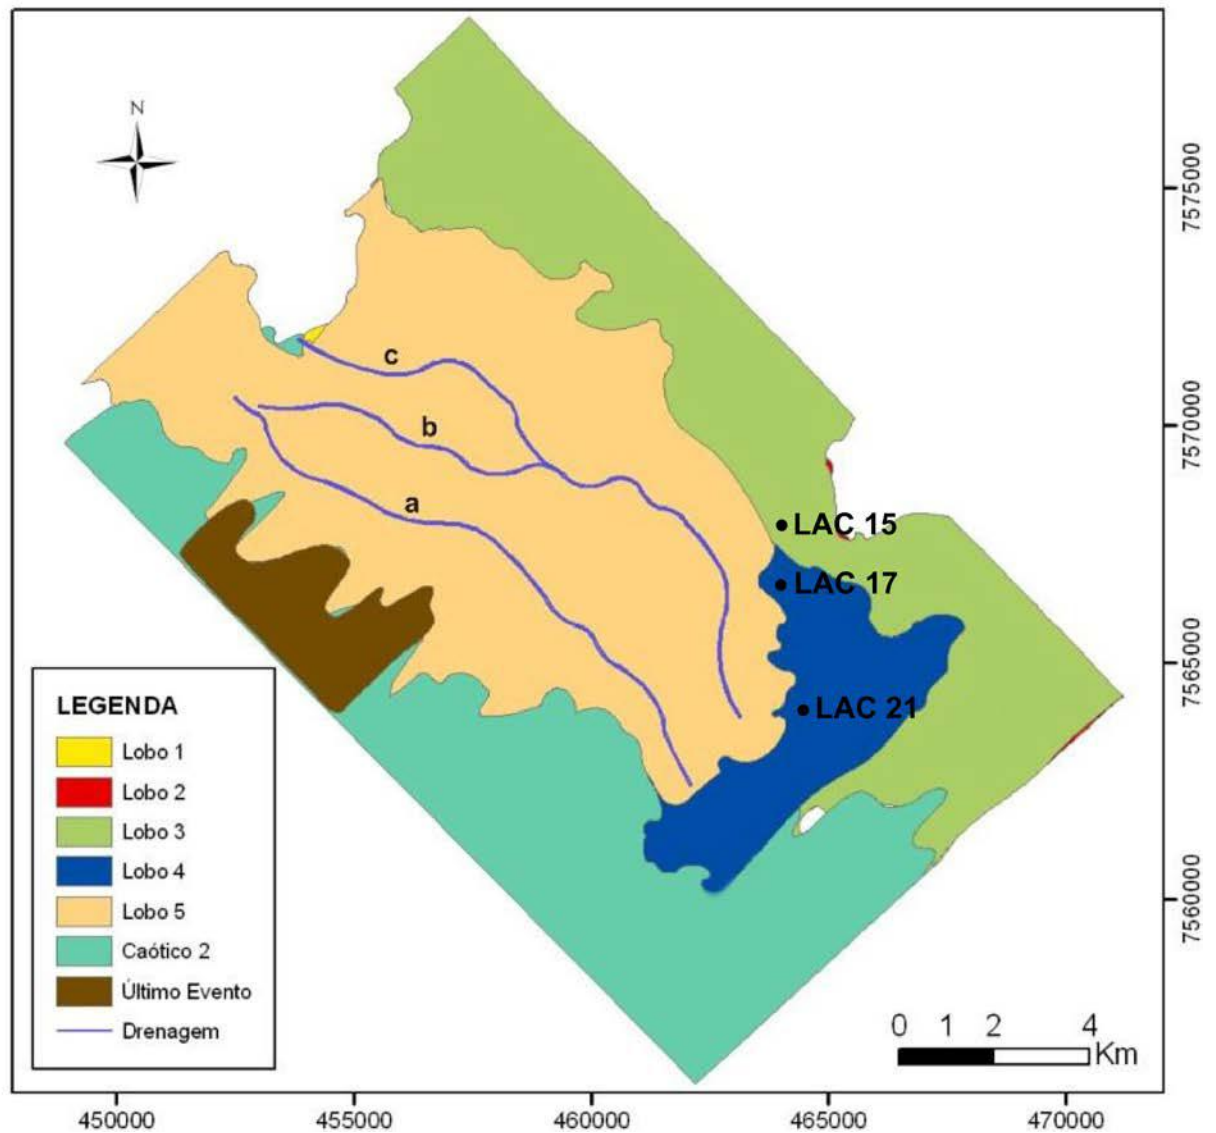 N
c
b
a
LAC 15
LAC 17
LAC 21
7575000
7570000
7565000
7560000
LEGENDA
Lobo 1
Lobo 2
Lobo 3
Lobo 4
Lobo 5
Caótico 2
Último Evento
Drenagem
0 1 2 4
Km
450000 455000 460000 465000 470000